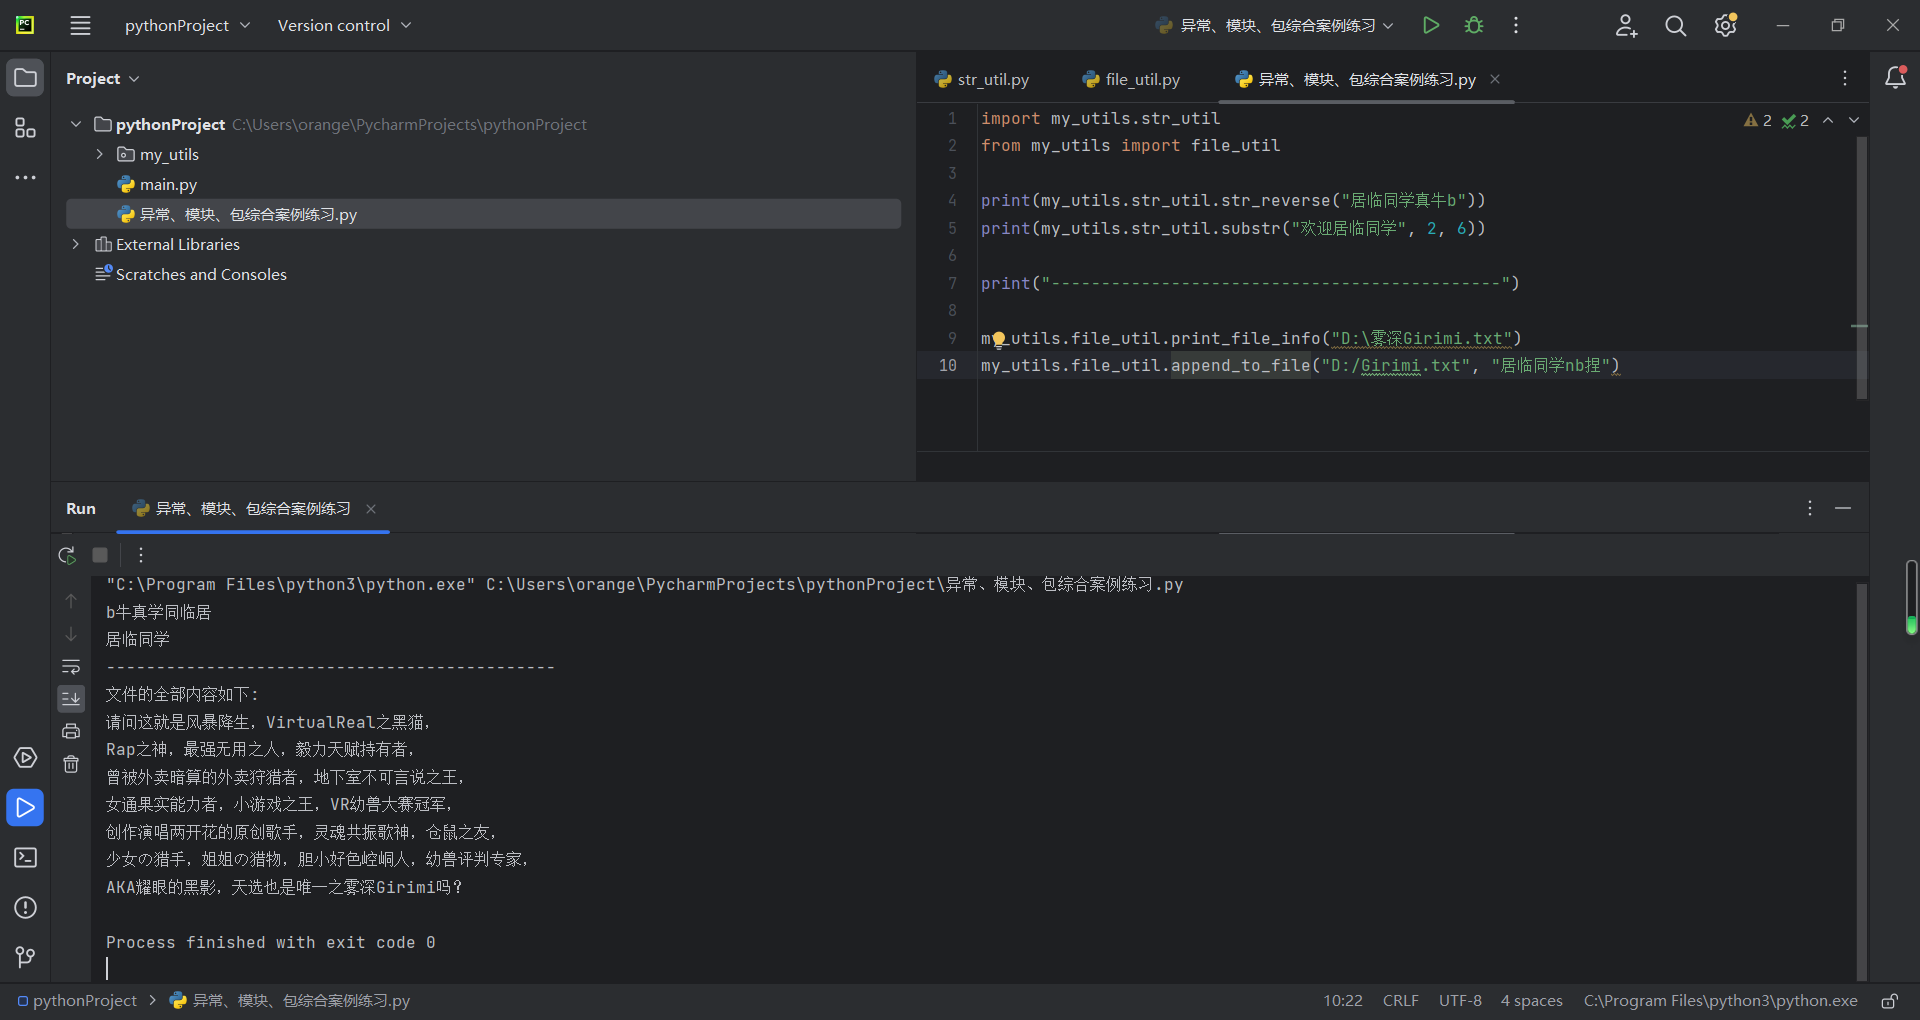 pythonProject Version control 异常、模块、包综合案例练习
Project
pythonProject C:\Users\orange\PycharmProjects\pythonProject
my_utils
main.py
异常、模块、包综合案例练习.py
External Libraries
Scratches and Consoles
str_util.py file_util.py 异常、模块、包综合案例练习.py
2 2
1 import my_utils.str_util
2 from my_utils import file_util
3
4 print(my_utils.str_util.str_reverse("居临同学真牛b"))
5 print(my_utils.str_util.substr("欢迎居临同学", 2, 6))
6
7 print("---------------------------------------------")
8
9 my_utils.file_util.print_file_info("D:\雾深Girimi.txt")
10 my_utils.file_util.append_to_file("D:/Girimi.txt", "居临同学nb捏")
Run 异常、模块、包综合案例练习
"C:\Program Files\python3\python.exe" C:\Users\orange\PycharmProjects\pythonProject\异常、模块、包综合案例练习.py
b牛真学同临居
居临同学
---------------------------------------------
文件的全部内容如下：
请问这就是风暴降生，VirtualReal之黑猫，
Rap之神，最强无用之人，毅力天赋持有者，
曾被外卖暗算的外卖狩猎者，地下室不可言说之王，
女通果实能力者，小游戏之王，VR幼兽大赛冠军，
创作演唱两开花的原创歌手，灵魂共振歌神，仓鼠之友，
少女の猎手，姐姐の猎物，胆小好色崆峒人，幼兽评判专家，
AKA耀眼的黑影，天选也是唯一之雾深Girimi吗？
Process finished with exit code 0
pythonProject 异常、模块、包综合案例练习.py 10:22 CRLF UTF-8 4 spaces C:\Program Files\python3\python.exe